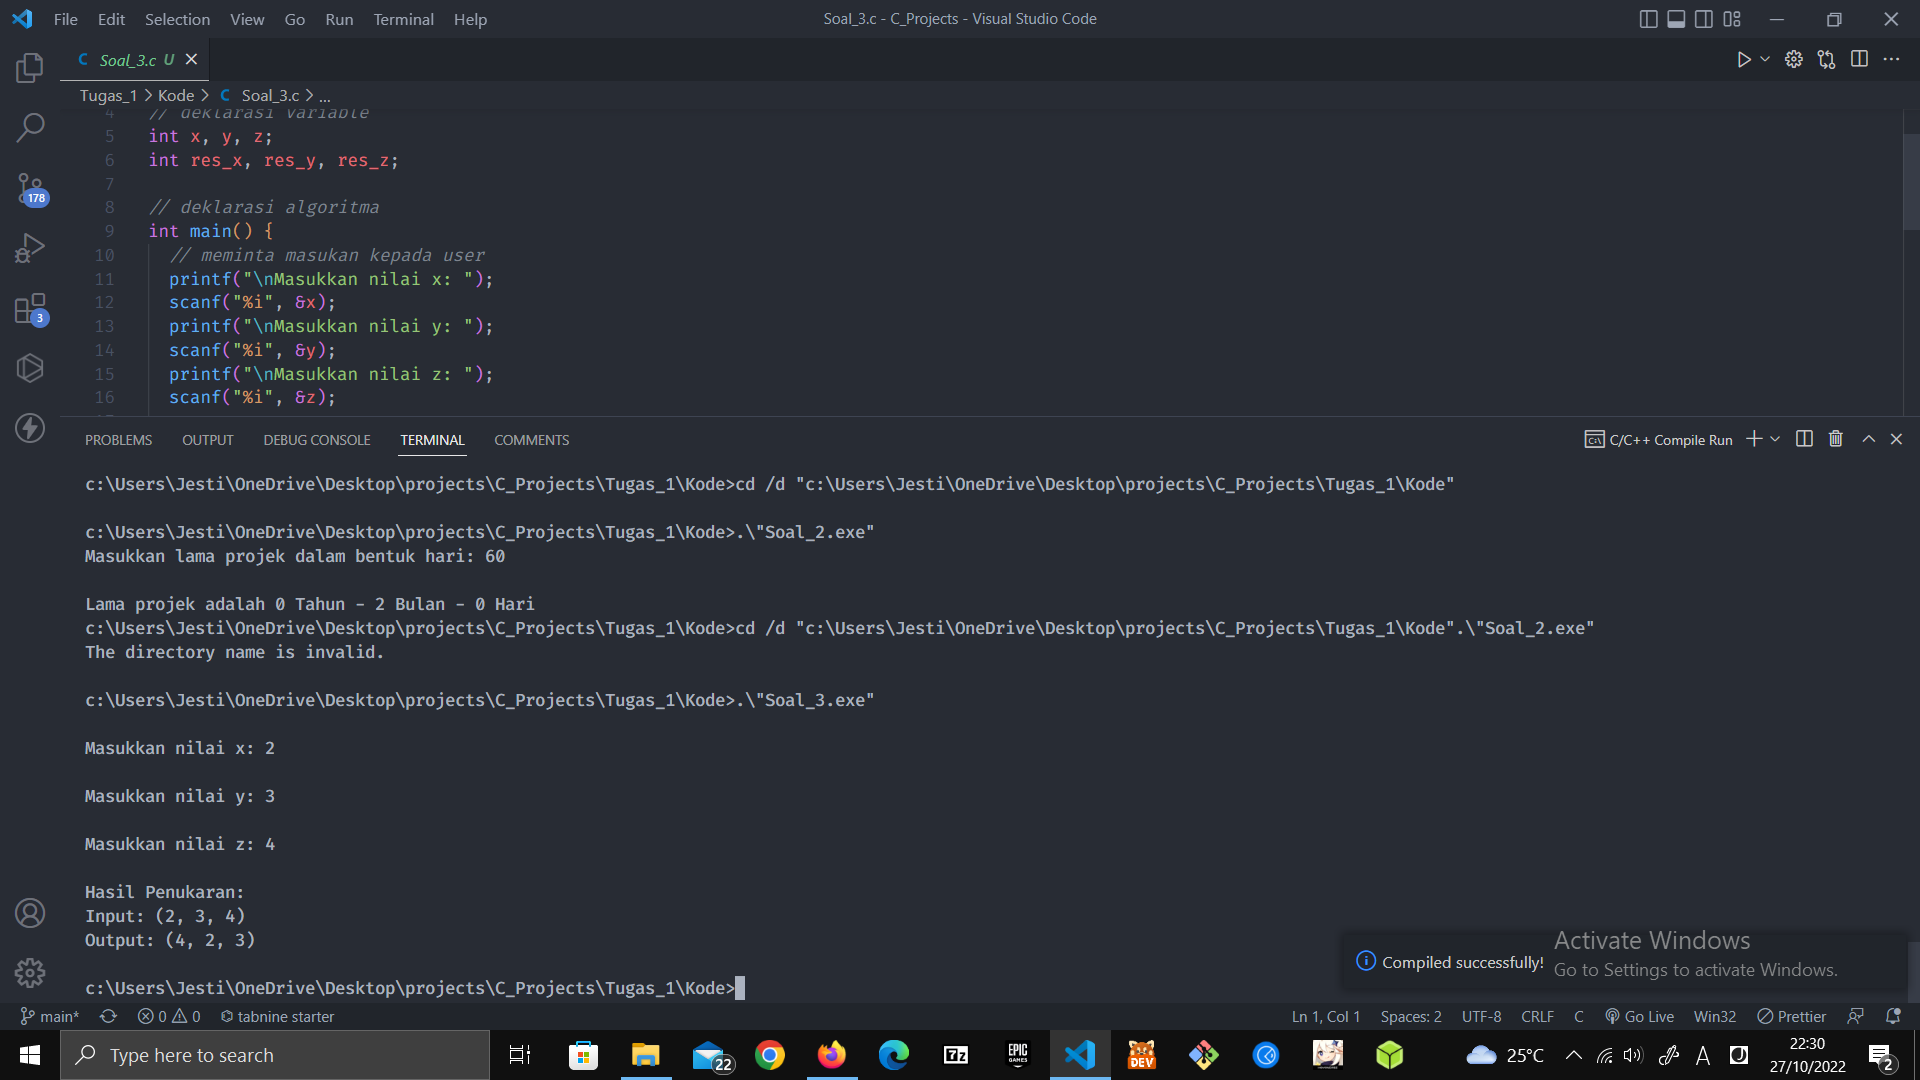 File Edit Selection View Go Run Terminal Help
Soal_3.c - C_Projects - Visual Studio Code
C Soal_3.c U
Tugas_1 > Kode > C Soal_3.c > ...
4 // deklarasi variable
5 int x, y, z;
6 int res_x, res_y, res_z;
7
8 // deklarasi algoritma
9 int main() {
10 // meminta masukan kepada user
11 printf("\nMasukkan nilai x: ");
12 scanf("%i", &x);
13 printf("\nMasukkan nilai y: ");
14 scanf("%i", &y);
15 printf("\nMasukkan nilai z: ");
16 scanf("%i", &z);
178
3
PROBLEMS OUTPUT DEBUG CONSOLE TERMINAL COMMENTS
C/C++ Compile Run
c:\Users\Jesti\OneDrive\Desktop\projects\C_Projects\Tugas_1\Kode>cd /d "c:\Users\Jesti\OneDrive\Desktop\projects\C_Projects\Tugas_1\Kode"
c:\Users\Jesti\OneDrive\Desktop\projects\C_Projects\Tugas_1\Kode>.\"Soal_2.exe"
Masukkan lama projek dalam bentuk hari: 60
Lama projek adalah 0 Tahun - 2 Bulan - 0 Hari
c:\Users\Jesti\OneDrive\Desktop\projects\C_Projects\Tugas_1\Kode>cd /d "c:\Users\Jesti\OneDrive\Desktop\projects\C_Projects\Tugas_1\Kode".\"Soal_2.exe"
The directory name is invalid.
c:\Users\Jesti\OneDrive\Desktop\projects\C_Projects\Tugas_1\Kode>.\"Soal_3.exe"
Masukkan nilai x: 2
Masukkan nilai y: 3
Masukkan nilai z: 4
Hasil Penukaran:
Input: (2, 3, 4)
Output: (4, 2, 3)
c:\Users\Jesti\OneDrive\Desktop\projects\C_Projects\Tugas_1\Kode>
Compiled successfully!
Activate Windows
Go to Settings to activate Windows.
main* 0 0 tabnine starter
Ln 1, Col 1 Spaces: 2 UTF-8 CRLF C Go Live Win32 Prettier
Type here to search
22
7z
EPIC GAMES
DEV
25°C
A
22:30
27/10/2022
2